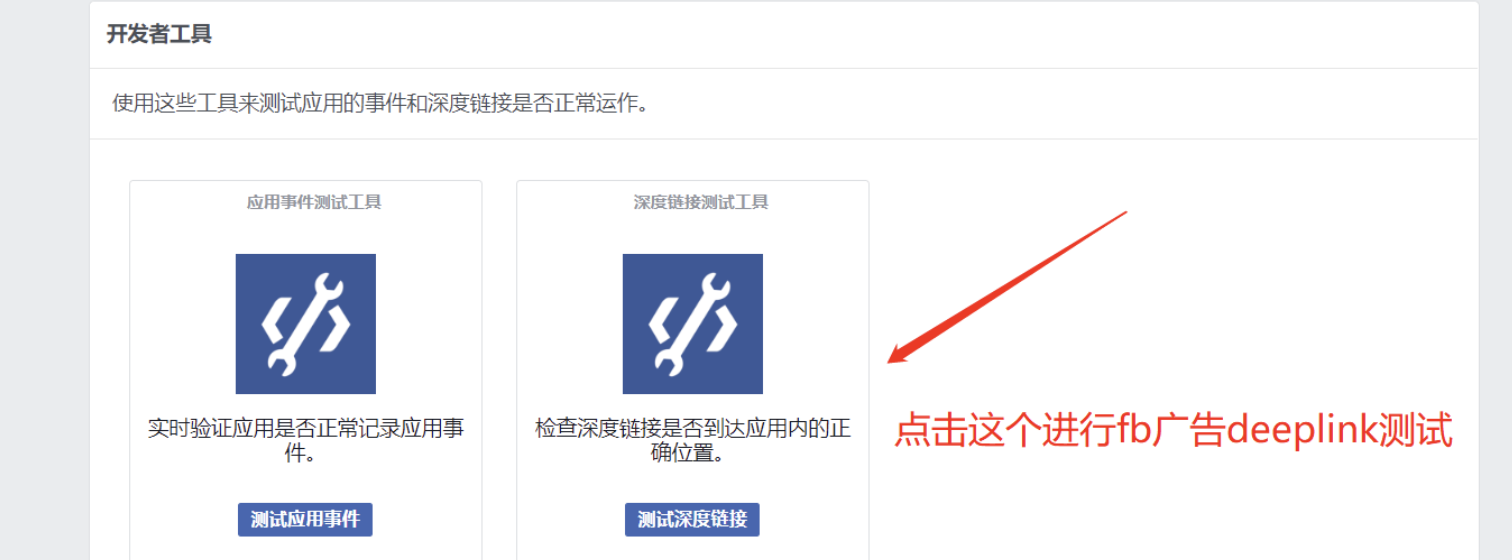 开发者工具
使用这些工具来测试应用的事件和深度链接是否正常运作。
应用事件测试工具
实时验证应用是否正常记录应用事
件。
测试应用事件
深度链接测试工具
检查深度链接是否到达应用内的正
确位置。
测试深度链接
点击这个进行fb广告deeplink测试